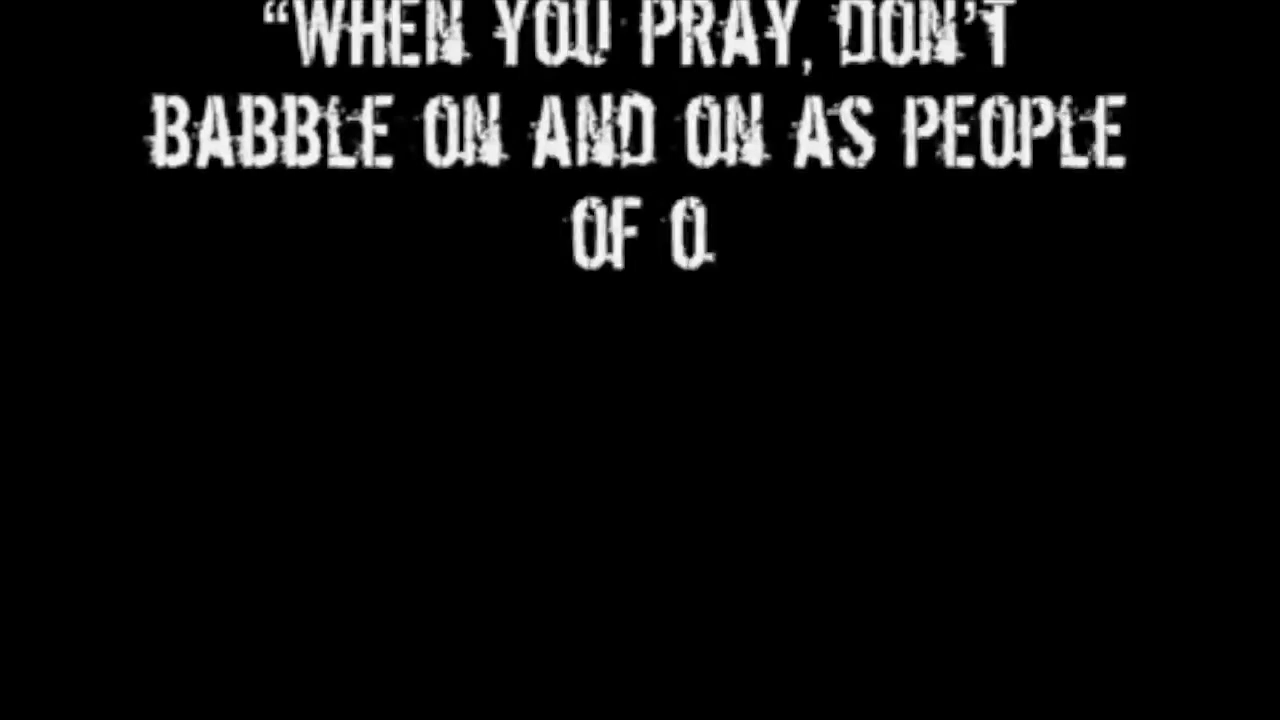 “WHEN YOU PRAY, DON’T
BABBLE ON AND ON AS PEOPLE
OF O